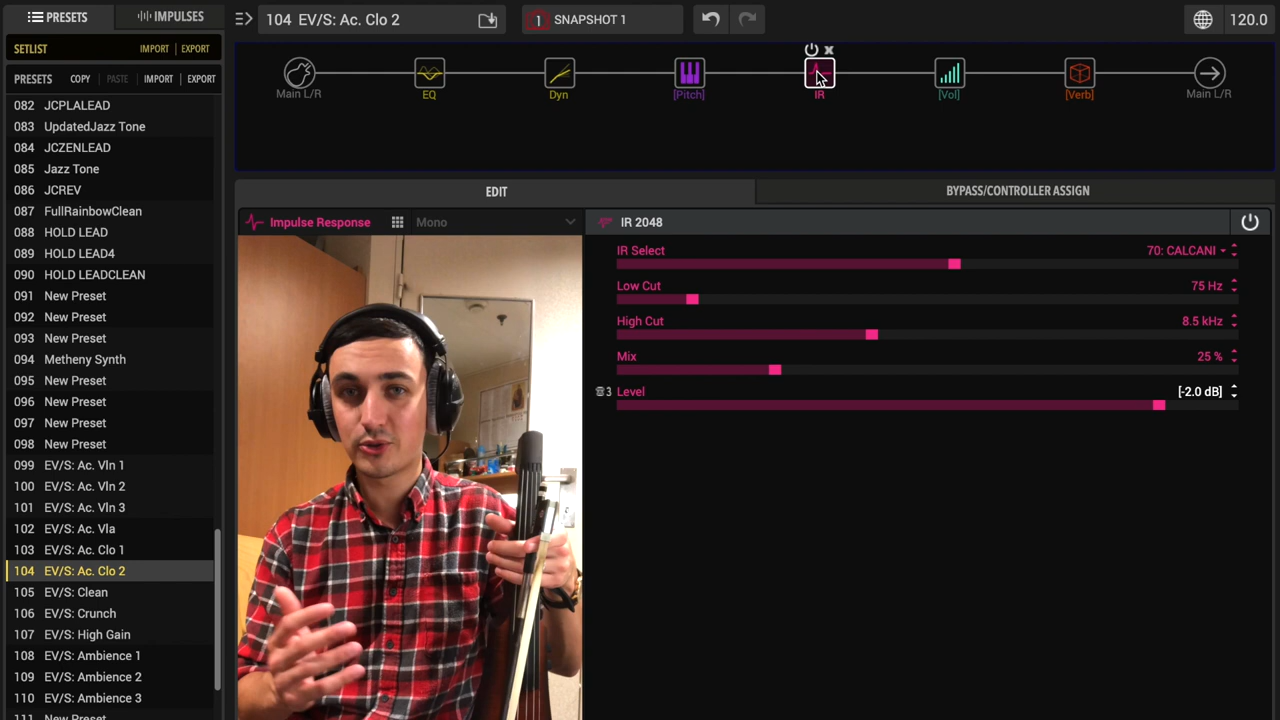 PRESETS
IMPULSES
104 EV/S: Ac. Clo 2
1 SNAPSHOT 1
120.0
SETLIST IMPORT | EXPORT
PRESETS COPY PASTE IMPORT EXPORT
082 JCPLALEAD
083 UpdatedJazz Tone
084 JCZENLEAD
085 Jazz Tone
086 JCREV
087 FullRainbowClean
088 HOLD LEAD
089 HOLD LEAD4
090 HOLD LEADCLEAN
091 New Preset
092 New Preset
093 New Preset
094 Metheny Synth
095 New Preset
096 New Preset
097 New Preset
098 New Preset
099 EV/S: Ac. Vln 1
100 EV/S: Ac. Vln 2
101 EV/S: Ac. Vln 3
102 EV/S: Ac. Vla
103 EV/S: Ac. Clo 1
104 EV/S: Ac. Clo 2
105 EV/S: Clean
106 EV/S: Crunch
107 EV/S: High Gain
108 EV/S: Ambience 1
109 EV/S: Ambience 2
110 EV/S: Ambience 3
111 New Preset
Main L/R
EQ
Dyn
[Pitch]
IR
[Vol]
[Verb]
Main L/R
EDIT
BYPASS/CONTROLLER ASSIGN
Impulse Response
Mono
IR 2048
IR Select 70: CALCANI
Low Cut 75 Hz
High Cut 8.5 kHz
Mix 25 %
3 Level [-2.0 dB]